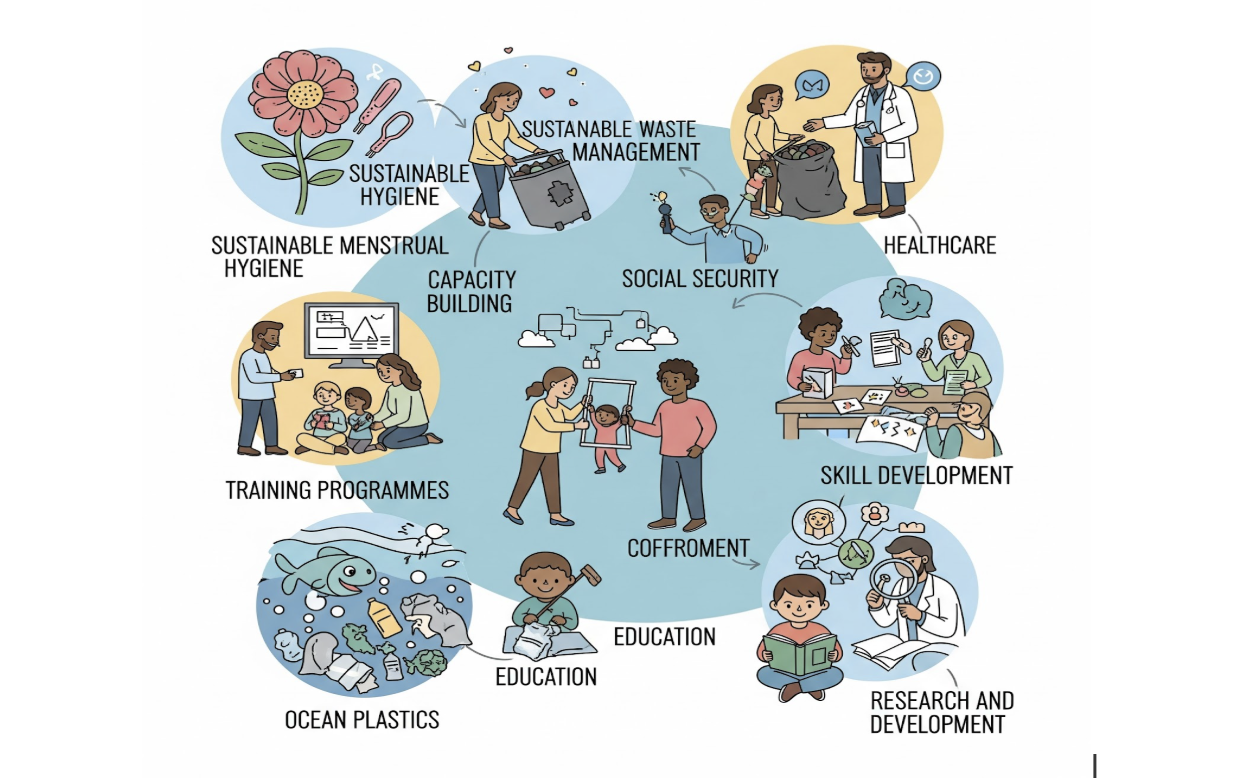 SUSTANABLE WASTE
MANAGEMENT
SUSTAINABLE
HYGIENE
SUSTAINABLE MENSTRUAL
HYGIENE
CAPACITY
BUILDING
SOCIAL SECURITY
HEALTHCARE
TRAINING PROGRAMMES
SKILL DEVELOPMENT
COFFROMENT
EDUCATION
EDUCATION
OCEAN PLASTICS
RESEARCH AND
DEVELOPMENT